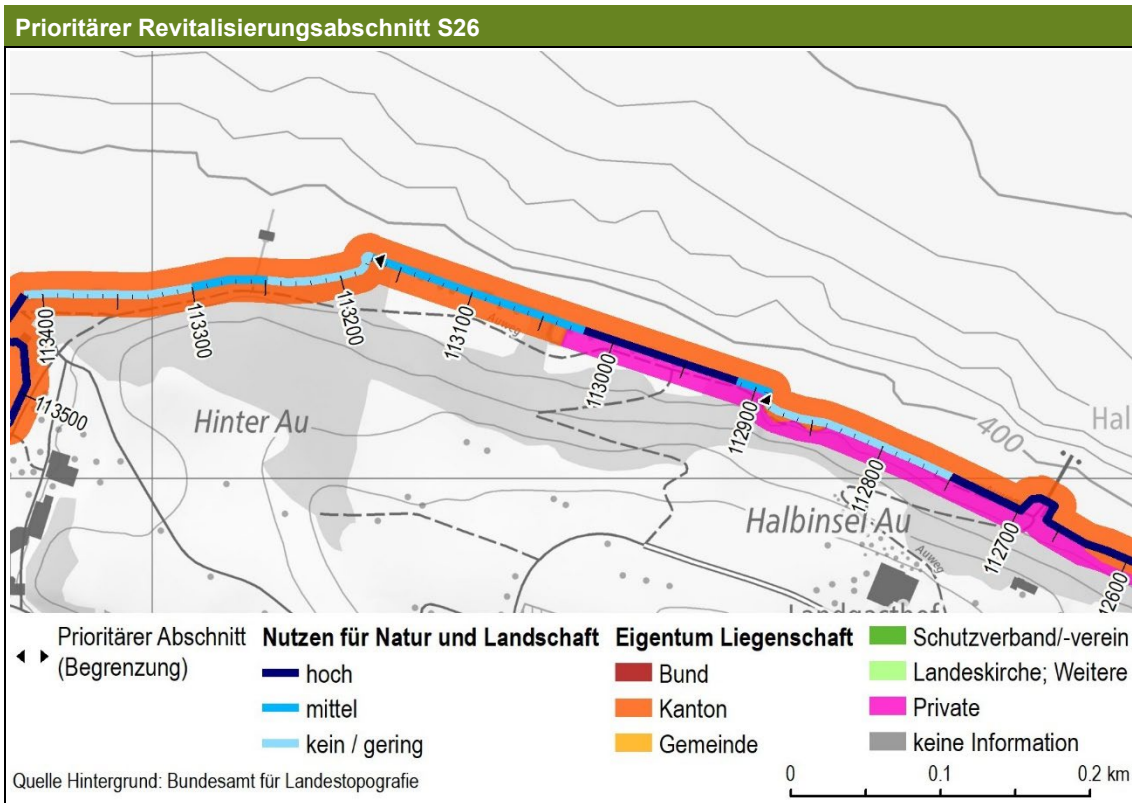 Prioritärer Revitalisierungsabschnitt S26
113400
113300
113200
113100
113000
112900
112800
112700
12600
113500
Auweg
Hinter Au
400
Hal
Halbinsel Au
Auweg
Landgasthof
Prioritärer Abschnitt
(Begrenzung)
Nutzen für Natur und Landschaft
hoch
mittel
kein / gering
Eigentum Liegenschaft
Bund
Kanton
Gemeinde
Schutzverband/-verein
Landeskirche; Weitere
Private
keine Information
Quelle Hintergrund: Bundesamt für Landestopografie
0 0.1 0.2 km